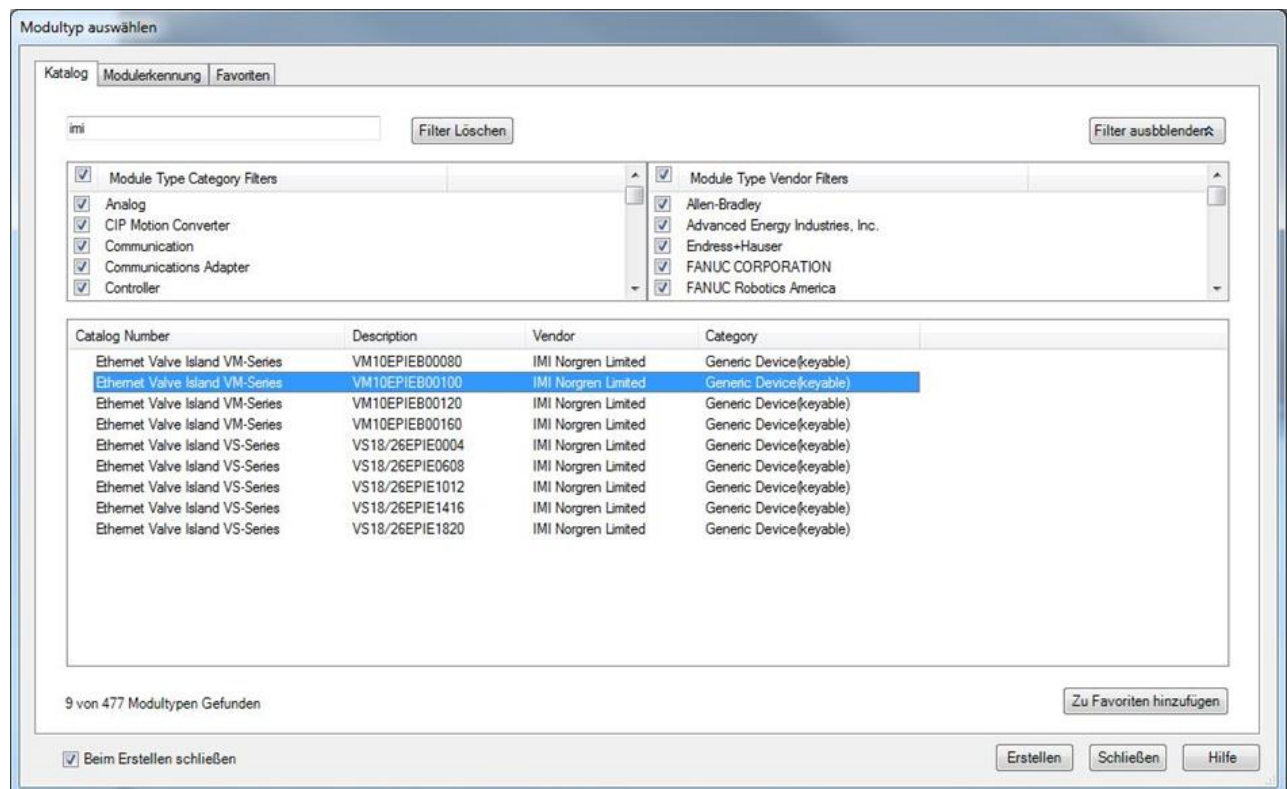 Modultyp auswählen
Katalog Modulerkennung Favoriten
imi Filter Löschen Filter ausbblenden
Module Type Category Filters Module Type Vendor Filters
Analog Allen-Bradley
CIP Motion Converter Advanced Energy Industries, Inc.
Communication Endress+Hauser
Communications Adapter FANUC CORPORATION
Controller FANUC Robotics America
Catalog Number Description Vendor Category
Ethernet Valve Island VM-Series VM10EPIEB00080 IMI Norgren Limited Generic Device(keyable)
Ethernet Valve Island VM-Series VM10EPIEB00100 IMI Norgren Limited Generic Device(keyable)
Ethernet Valve Island VM-Series VM10EPIEB00120 IMI Norgren Limited Generic Device(keyable)
Ethernet Valve Island VM-Series VM10EPIEB00160 IMI Norgren Limited Generic Device(keyable)
Ethernet Valve Island VS-Series VS18/26EPIE0004 IMI Norgren Limited Generic Device(keyable)
Ethernet Valve Island VS-Series VS18/26EPIE0608 IMI Norgren Limited Generic Device(keyable)
Ethernet Valve Island VS-Series VS18/26EPIE1012 IMI Norgren Limited Generic Device(keyable)
Ethernet Valve Island VS-Series VS18/26EPIE1416 IMI Norgren Limited Generic Device(keyable)
Ethernet Valve Island VS-Series VS18/26EPIE1820 IMI Norgren Limited Generic Device(keyable)
9 von 477 Modultypen Gefunden Zu Favoriten hinzufügen
Beim Erstellen schließen Erstellen Schließen Hilfe